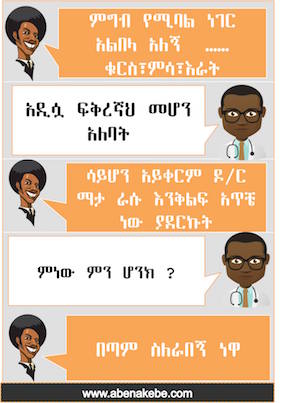 ምግብ የሚባል ነገር
አልበላ አለኝ ......
ቁርስ፣ምሳ፣እራት
አዲሷ ፍቅረኛህ መሆን
አለባት
ሳይሆን አይቀርም ዶ/ር
ማታ ራሱ እንቅልፍ አጥቼ
ነው ያደርኩት
ምነው ምን ሆንክ ?
በጣም ስለራበኝ ነዋ
www.abenakebe.com